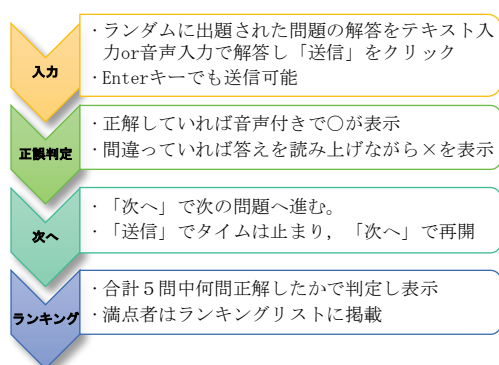 入力
・ランダムに出題された問題の解答をテキスト入
力or音声入力で解答し「送信」をクリック
・Enterキーでも送信可能
正誤判定
・正解していれば音声付きで○が表示
・間違っていれば答えを読み上げながら×を表示
次へ
・「次へ」で次の問題へ進む。
・「送信」でタイムは止まり，「次へ」で再開
ランキング
・合計５問中何問正解したかで判定し表示
・満点者はランキングリストに掲載